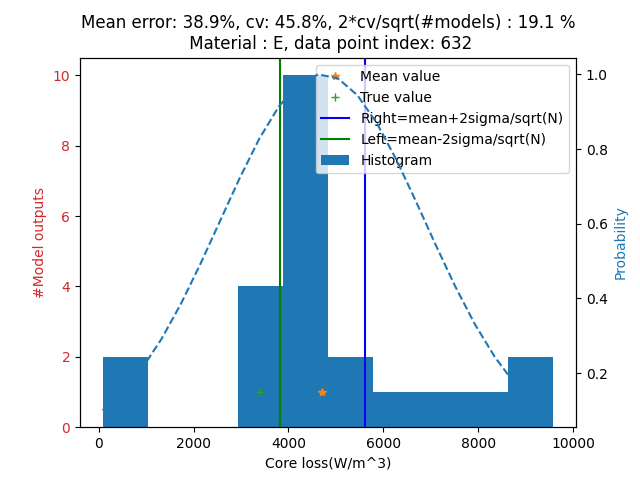 Mean error: 38.9%, cv: 45.8%, 2*cv/sqrt(#models) : 19.1 %
Material : E, data point index: 632
Mean value
True value
Right=mean+2sigma/sqrt(N)
Left=mean-2sigma/sqrt(N)
Histogram
#Model outputs
10
8
6
4
2
0
Probability
1.0
0.8
0.6
0.4
0.2
0 2000 4000 6000 8000 10000
Core loss(W/m^3)